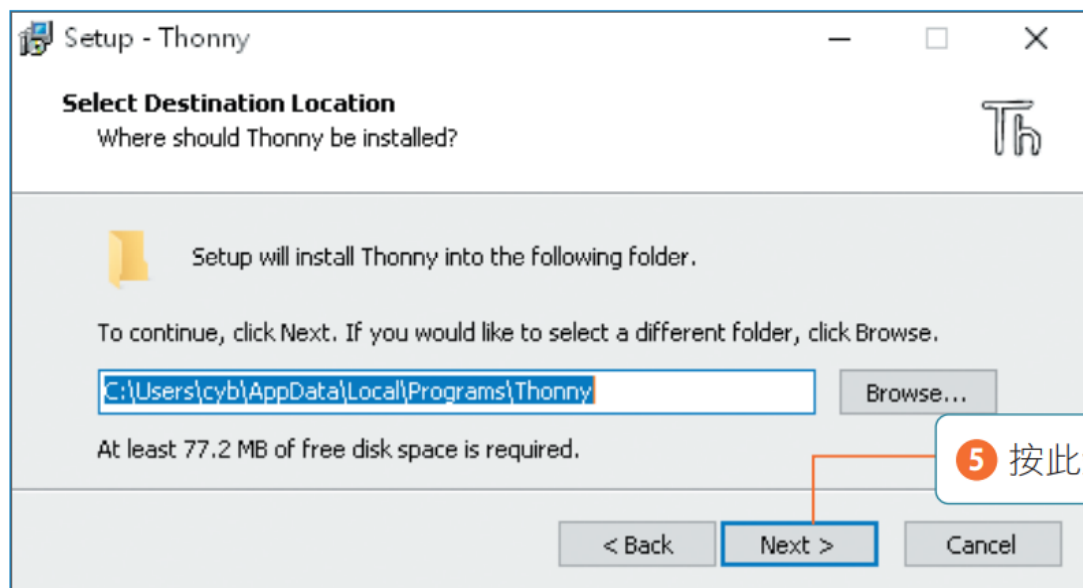 Setup - Thonny
Select Destination Location
Where should Thonny be installed?
Th
Setup will install Thonny into the following folder.
To continue, click Next. If you would like to select a different folder, click Browse.
C:\Users\cyb\AppData\Local\Programs\Thonny
Browse...
At least 77.2 MB of free disk space is required.
5 按此
< Back
Next >
Cancel